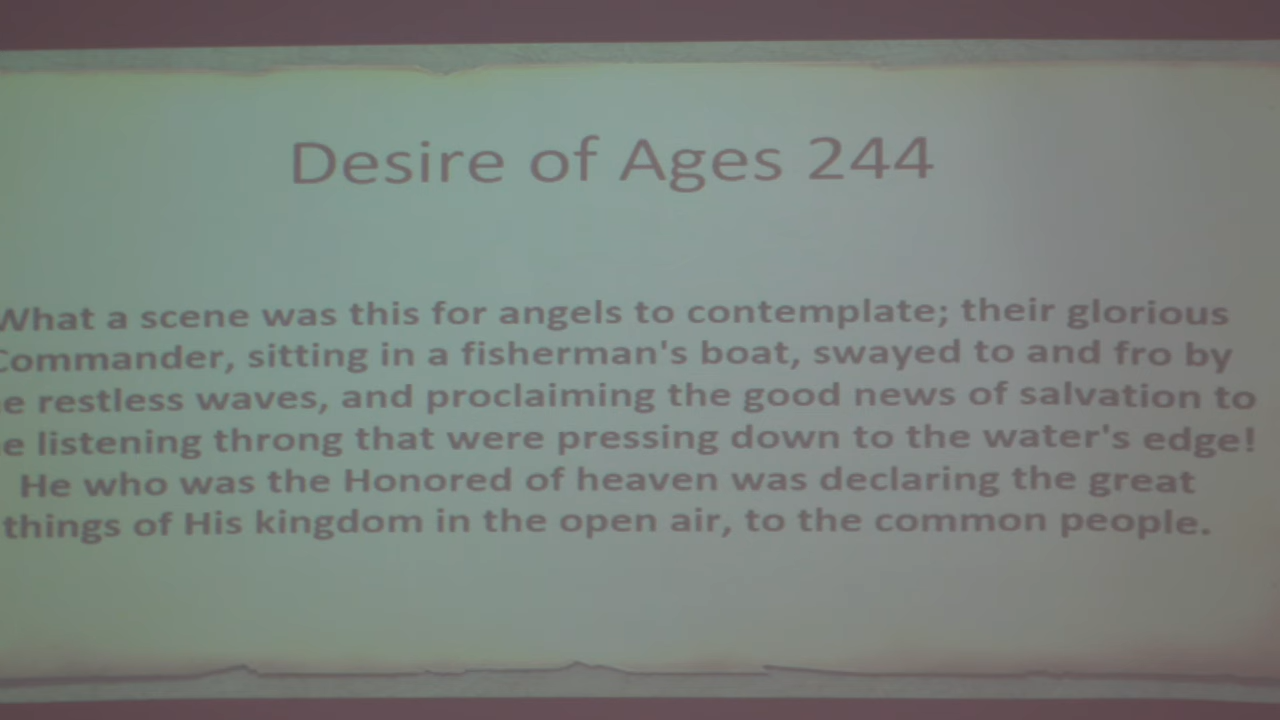 Desire of Ages 244
What a scene was this for angels to contemplate; their glorious
Commander, sitting in a fisherman's boat, swayed to and fro by
e restless waves, and proclaiming the good news of salvation to
e listening throng that were pressing down to the water's edge!
He who was the Honored of heaven was declaring the great
things of His kingdom in the open air, to the common people.